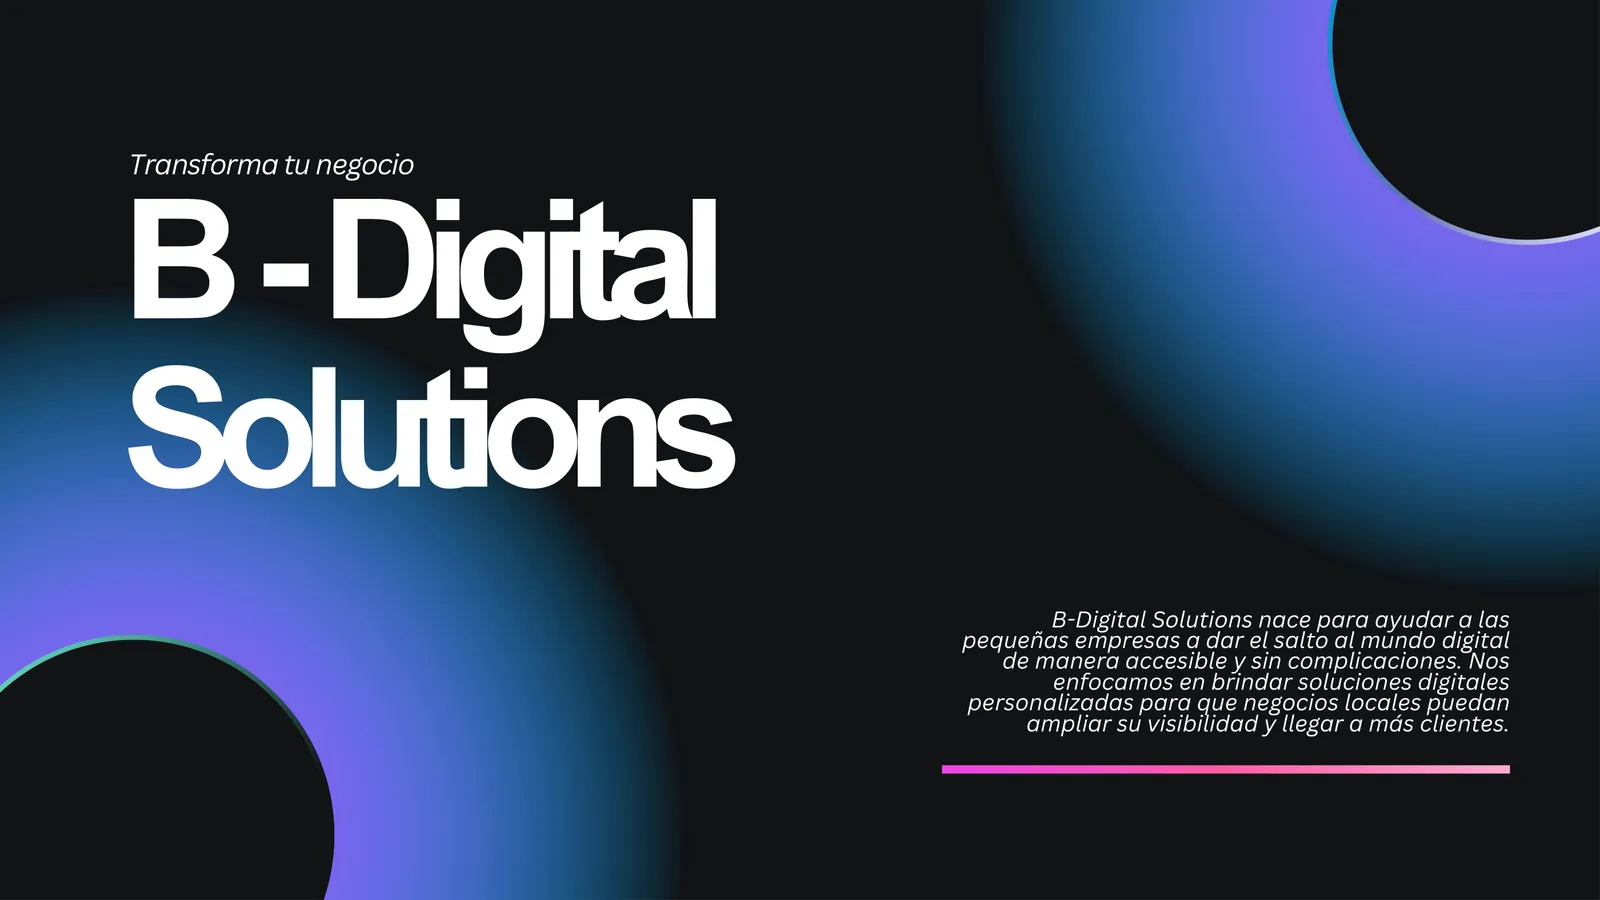 Transforma tu negocio
B - Digital
Solutions
B-Digital Solutions nace para ayudar a las
pequeñas empresas a dar el salto al mundo digital
de manera accesible y sin complicaciones. Nos
enfocamos en brindar soluciones digitales
personalizadas para que negocios locales puedan
ampliar su visibilidad y llegar a más clientes.